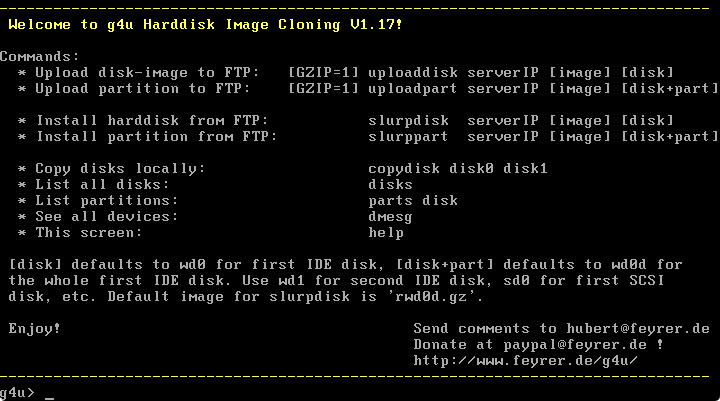 Welcome to g4u Harddisk Image Cloning V1.17!
Commands:
* Upload disk-image to FTP: [GZIP=1] uploaddisk serverIP [image] [disk]
* Upload partition to FTP: [GZIP=1] uploadpart serverIP [image] [disk+part]
* Install harddisk from FTP: slurpdisk serverIP [image] [disk]
* Install partition from FTP: slurppart serverIP [image] [disk+part]
* Copy disks locally: copydisk disk0 disk1
* List all disks: disks
* List partitions: parts disk
* See all devices: dmesg
* This screen: help
[disk] defaults to wd0 for first IDE disk, [disk+part] defaults to wd0d for
the whole first IDE disk. Use wd1 for second IDE disk, sd0 for first SCSI
disk, etc. Default image for slurpdisk is 'rwd0d.gz'.
Enjoy! Send comments to hubert@feyrer.de
Donate at paypal@feyrer.de !
http://www.feyrer.de/g4u/
g4u> _